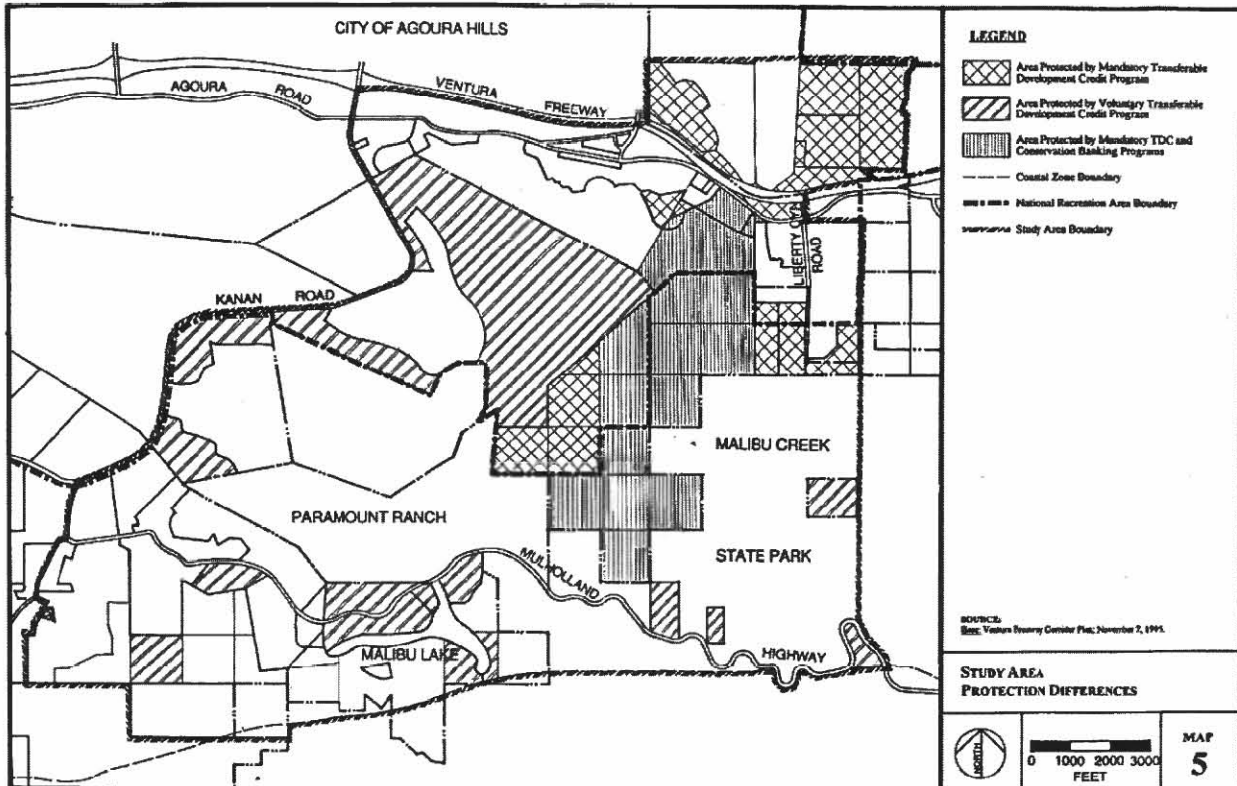 CITY OF AGOURA HILLS
AGOURA ROAD
VENTURA FREEWAY
LIBERTY CYN
ROAD
KANAN ROAD
MALIBU CREEK
PARAMOUNT RANCH
STATE PARK
MULHOLLAND HIGHWAY
MALIBU LAKE
LEGEND
Area Protected by Mandatory Transferable
Development Credit Program
Area Protected by Voluntary Transferable
Development Credit Program
Area Protected by Mandatory TDC and
Conservation Banking Programs
Coastal Zone Boundary
National Recreation Area Boundary
Study Area Boundary
SOURCE:
Base: Ventura Freeway Corridor Plan; November 7, 1995.
STUDY AREA
PROTECTION DIFFERENCES
NORTH
0 1000 2000 3000
FEET
MAP
5